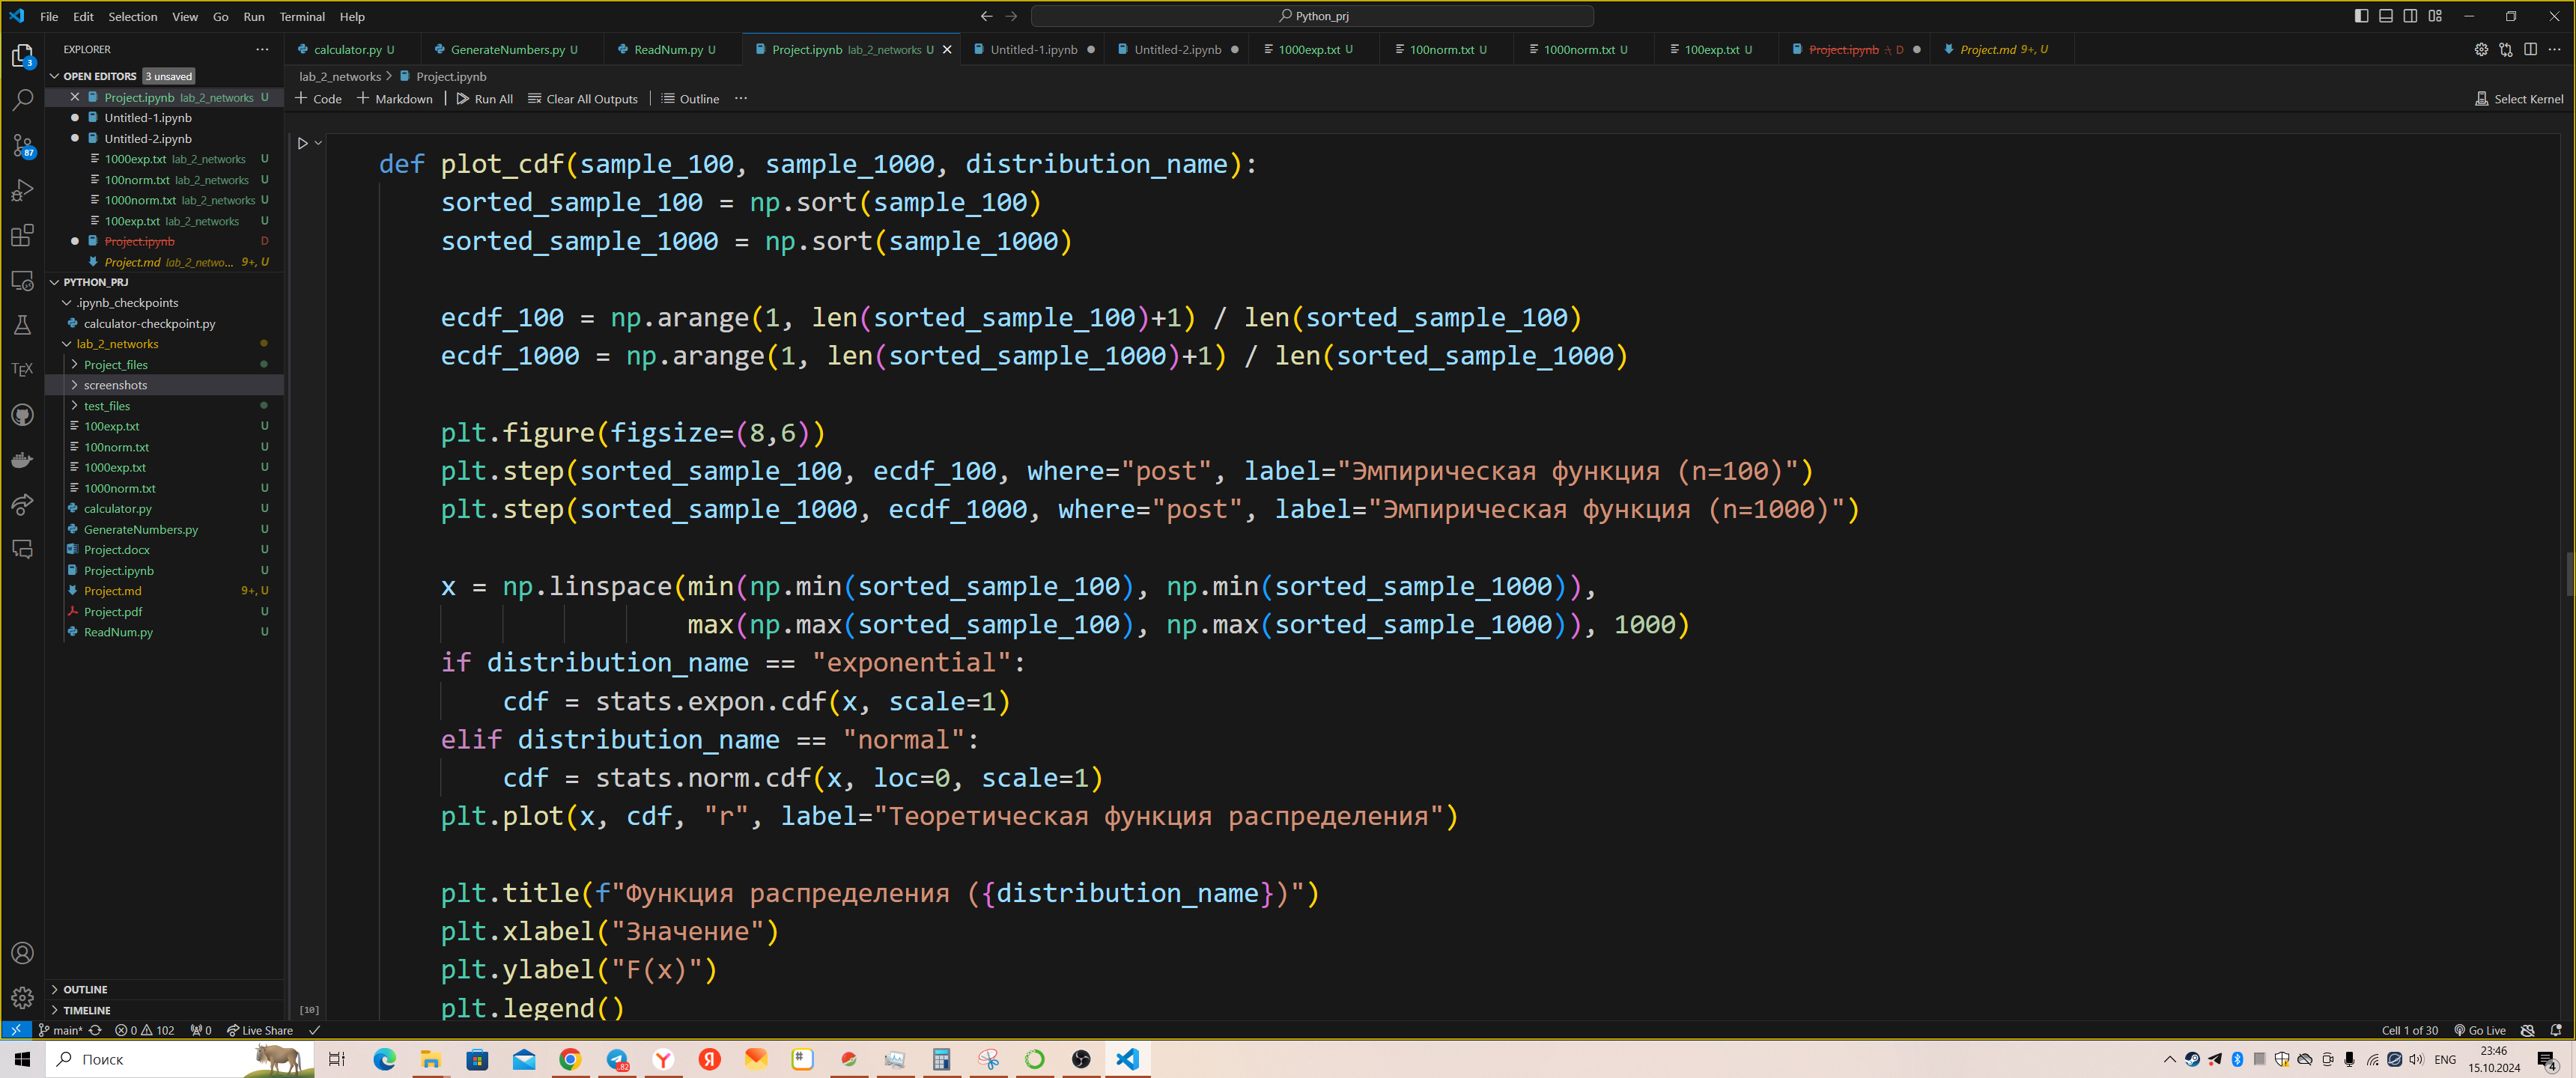 File Edit Selection View Go Run Terminal Help
Python_prj
EXPLORER
calculator.py U
GenerateNumbers.py U
ReadNum.py U
Project.ipynb lab_2_networks U
Untitled-1.ipynb
Untitled-2.ipynb
1000exp.txt U
100norm.txt U
1000norm.txt U
100exp.txt U
Project.ipynb D
Project.md 9+, U
OPEN EDITORS 3 unsaved
Project.ipynb lab_2_networks U
Untitled-1.ipynb
Untitled-2.ipynb
1000exp.txt lab_2_networks U
100norm.txt lab_2_networks U
1000norm.txt lab_2_networks U
100exp.txt lab_2_networks U
Project.ipynb D
Project.md lab_2_netwo... 9+, U
PYTHON_PRJ
.ipynb_checkpoints
calculator-checkpoint.py
lab_2_networks
Project_files
screenshots
test_files
100exp.txt U
100norm.txt U
1000exp.txt U
1000norm.txt U
calculator.py U
GenerateNumbers.py U
Project.docx U
Project.ipynb U
Project.md 9+, U
Project.pdf U
ReadNum.py U
OUTLINE
TIMELINE
3
87
TEX
lab_2_networks > Project.ipynb
+ Code + Markdown | Run All Clear All Outputs | Outline ...
Select Kernel
def plot_cdf(sample_100, sample_1000, distribution_name):
sorted_sample_100 = np.sort(sample_100)
sorted_sample_1000 = np.sort(sample_1000)
ecdf_100 = np.arange(1, len(sorted_sample_100)+1) / len(sorted_sample_100)
ecdf_1000 = np.arange(1, len(sorted_sample_1000)+1) / len(sorted_sample_1000)
plt.figure(figsize=(8,6))
plt.step(sorted_sample_100, ecdf_100, where="post", label="Эмпирическая функция (n=100)")
plt.step(sorted_sample_1000, ecdf_1000, where="post", label="Эмпирическая функция (n=1000)")
x = np.linspace(min(np.min(sorted_sample_100), np.min(sorted_sample_1000)),
max(np.max(sorted_sample_100), np.max(sorted_sample_1000)), 1000)
if distribution_name == "exponential":
cdf = stats.expon.cdf(x, scale=1)
elif distribution_name == "normal":
cdf = stats.norm.cdf(x, loc=0, scale=1)
plt.plot(x, cdf, "r", label="Теоретическая функция распределения")
plt.title(f"Функция распределения ({distribution_name})")
plt.xlabel("Значение")
plt.ylabel("F(x)")
plt.legend()
[10]
main* 0 102 0 Live Share
Cell 1 of 30 Go Live
Поиск
82
ENG
23:46
15.10.2024
4